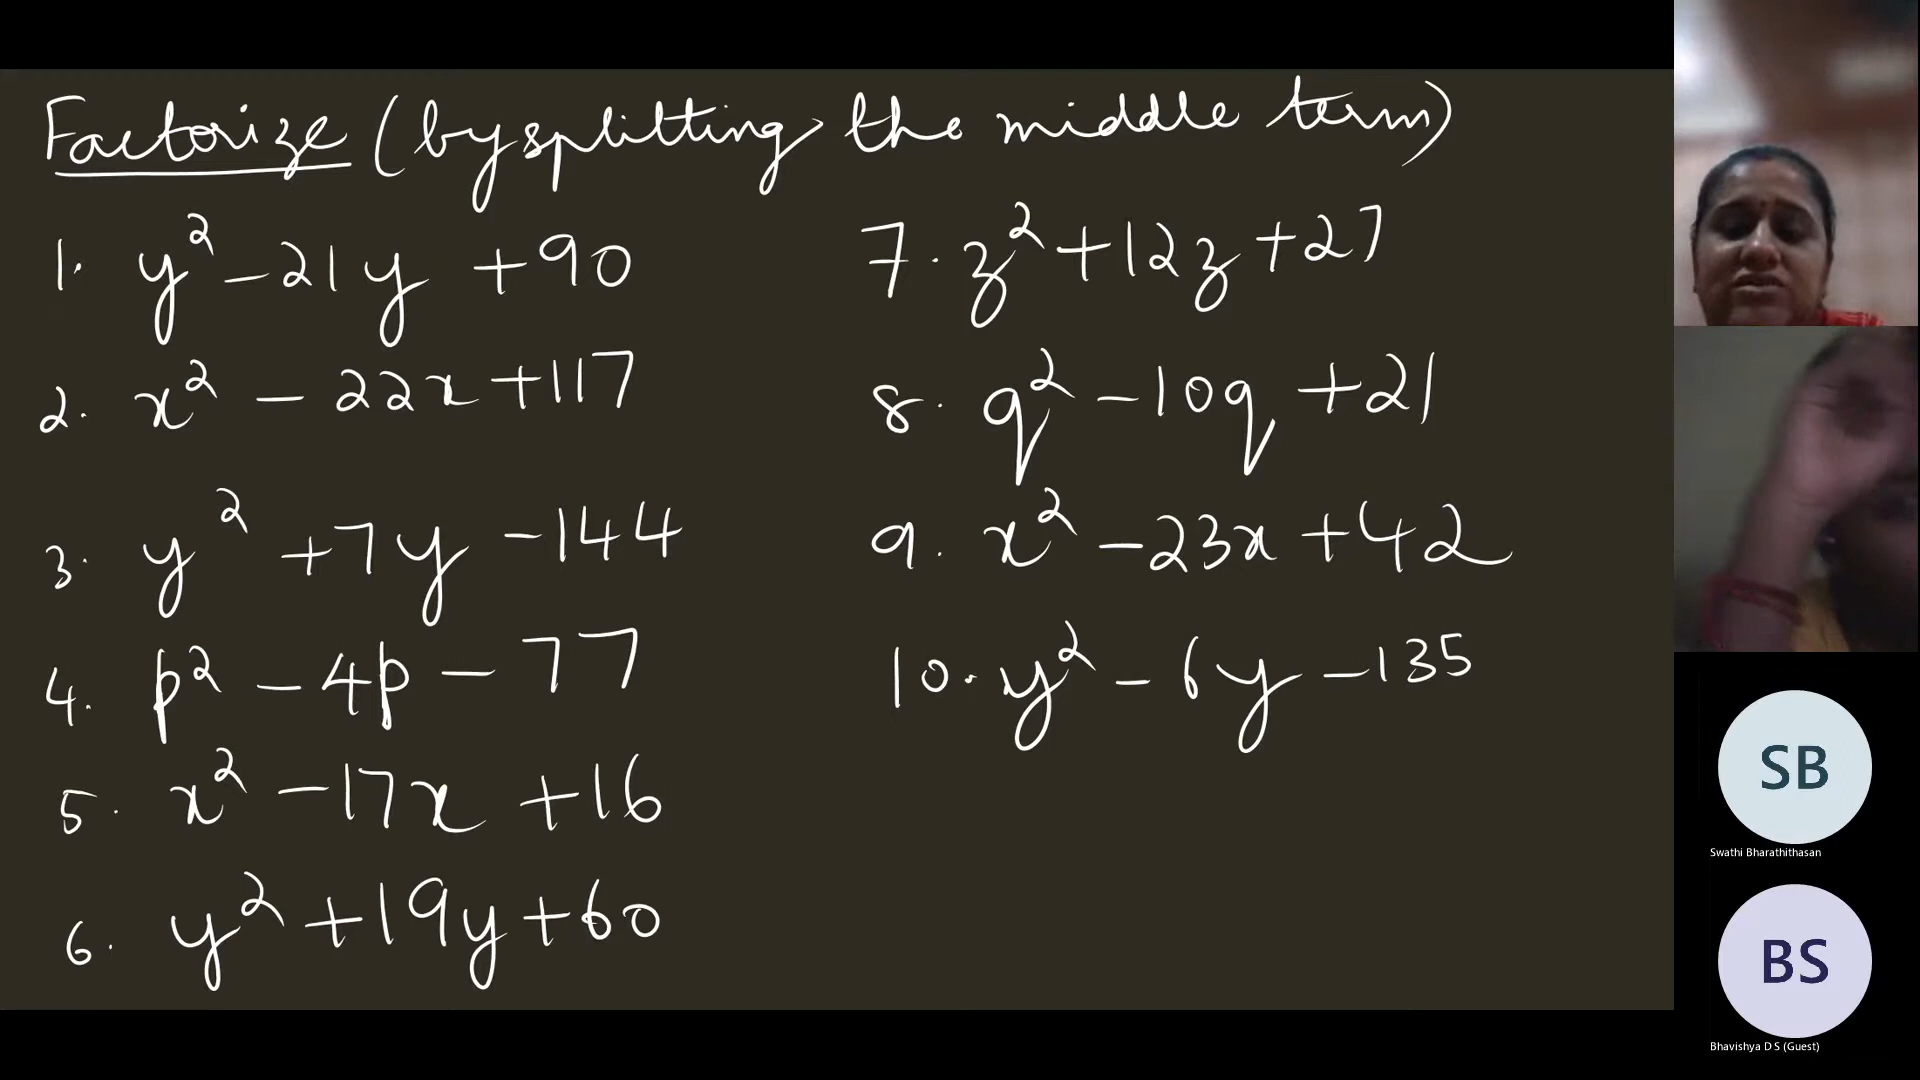 Factorize (by splitting the middle term)
1. y² - 21y + 90
2. x² - 22x + 117
3. y² + 7y - 144
4. p² - 4p - 77
5. x² - 17x + 16
6. y² + 19y + 60
7. z² + 12z + 27
8. q² - 10q + 21
9. x² - 23x + 42
10. y² - 6y - 135
SB
Swathi Bharathithasan
BS
Bhavishya D S (Guest)